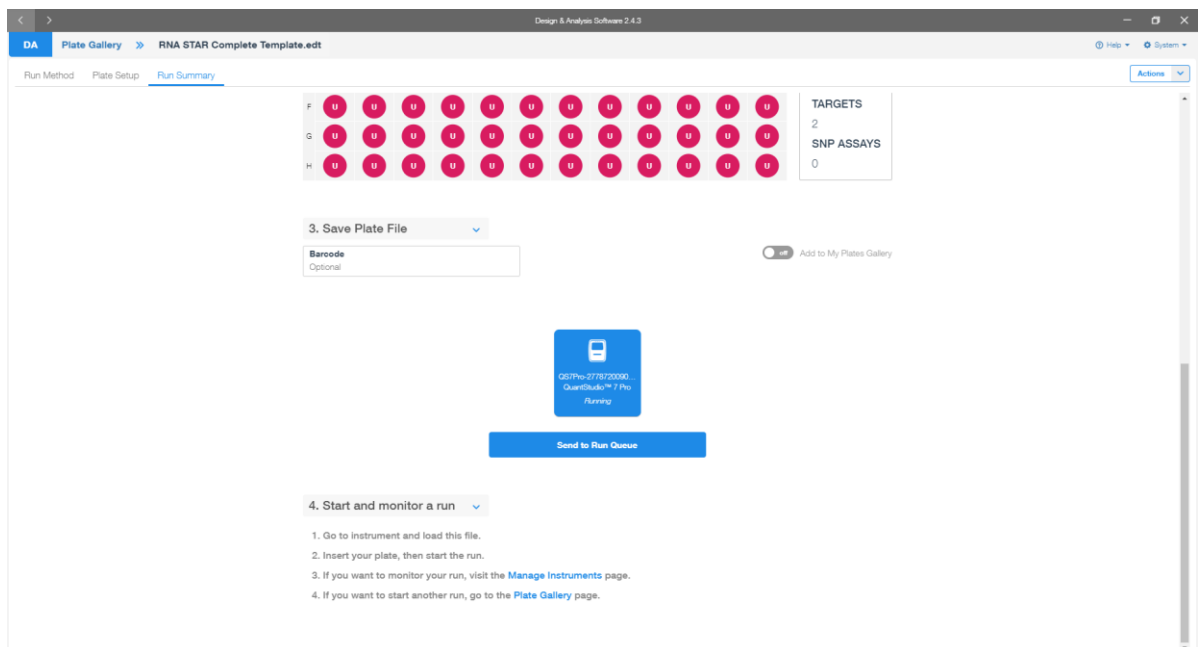 Design & Analysis Software 2.4.3
DA Plate Gallery » RNA STAR Complete Template.edt Help System
Run Method Plate Setup Run Summary Actions
F U U U U U U U U U U U U
G U U U U U U U U U U U U
H U U U U U U U U U U U U
TARGETS
2
SNP ASSAYS
0
3. Save Plate File
Barcode
Optional
off Add to My Plates Gallery
QS7Pro-2778720090...
QuantStudio™ 7 Pro
Running
Send to Run Queue
4. Start and monitor a run
1. Go to instrument and load this file.
2. Insert your plate, then start the run.
3. If you want to monitor your run, visit the Manage Instruments page.
4. If you want to start another run, go to the Plate Gallery page.